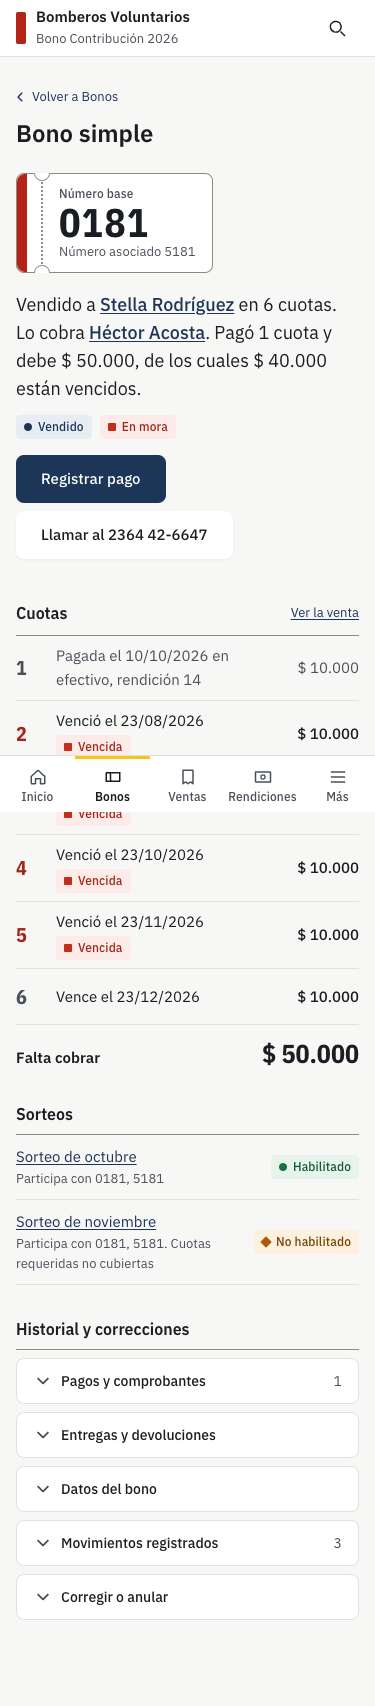 Bomberos Voluntarios
Bono Contribución 2026
Volver a Bonos
Bono simple
Número base
0181
Número asociado 5181
Vendido a Stella Rodríguez en 6 cuotas.
Lo cobra Héctor Acosta. Pagó 1 cuota y
debe $ 50.000, de los cuales $ 40.000
están vencidos.
Vendido
En mora
Registrar pago
Llamar al 2364 42-6647
Cuotas
Ver la venta
1
Pagada el 10/10/2026 en
efectivo, rendición 14
$ 10.000
2
Venció el 23/08/2026
Vencida
$ 10.000
Inicio
Bonos
Ventas
Rendiciones
Más
Vencida
4
Venció el 23/10/2026
Vencida
$ 10.000
5
Venció el 23/11/2026
Vencida
$ 10.000
6
Vence el 23/12/2026
$ 10.000
Falta cobrar
$ 50.000
Sorteos
Sorteo de octubre
Participa con 0181, 5181
Habilitado
Sorteo de noviembre
Participa con 0181, 5181. Cuotas
requeridas no cubiertas
No habilitado
Historial y correcciones
Pagos y comprobantes
1
Entregas y devoluciones
Datos del bono
Movimientos registrados
3
Corregir o anular